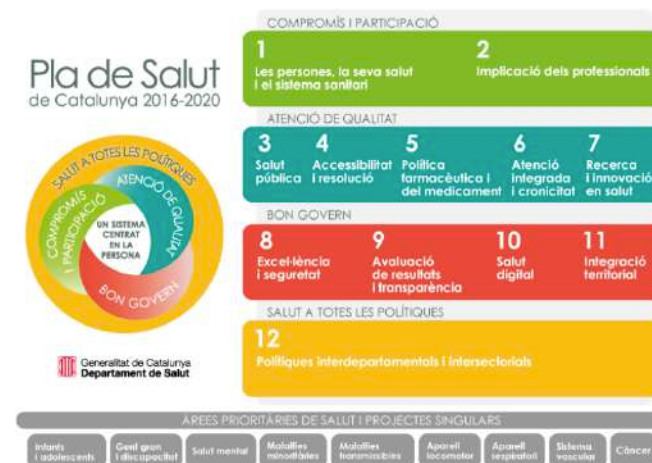 Pla de Salut
de Catalunya 2016-2020
SALUT A TOTES LES POLÍTIQUES
COMPROMÍS
I PARTICIPACIÓ
ATENCIÓ
DE QUALITAT
UN SISTEMA
CENTRAT
EN LA
PERSONA
BON GOVERN
Generalitat de Catalunya
Departament de Salut
COMPROMÍS I PARTICIPACIÓ
1
Les persones, la seva salut
i el sistema sanitari
2
Implicació dels professionals
ATENCIÓ DE QUALITAT
3
Salut
pública
4
Accessibilitat
i resolució
5
Política
farmacèutica i
del medicament
6
Atenció
integrada
i cronicitat
7
Recerca
i innovació
en salut
BON GOVERN
8
Excel·lència
i seguretat
9
Avaluació
de resultats
i transparència
10
Salut
digital
11
Integració
territorial
SALUT A TOTES LES POLÍTIQUES
12
Polítiques interdepartamentals i intersectorials
ÀREES PRIORITÀRIES DE SALUT I PROJECTES SINGULARS
Infants
i adolescents
Gent gran
i discapacitat
Salut mental
Malalties
minoritàries
Malalties
transmissibles
Aparell
locomotor
Aparell
respiratori
Sistema
vascular
Càncer